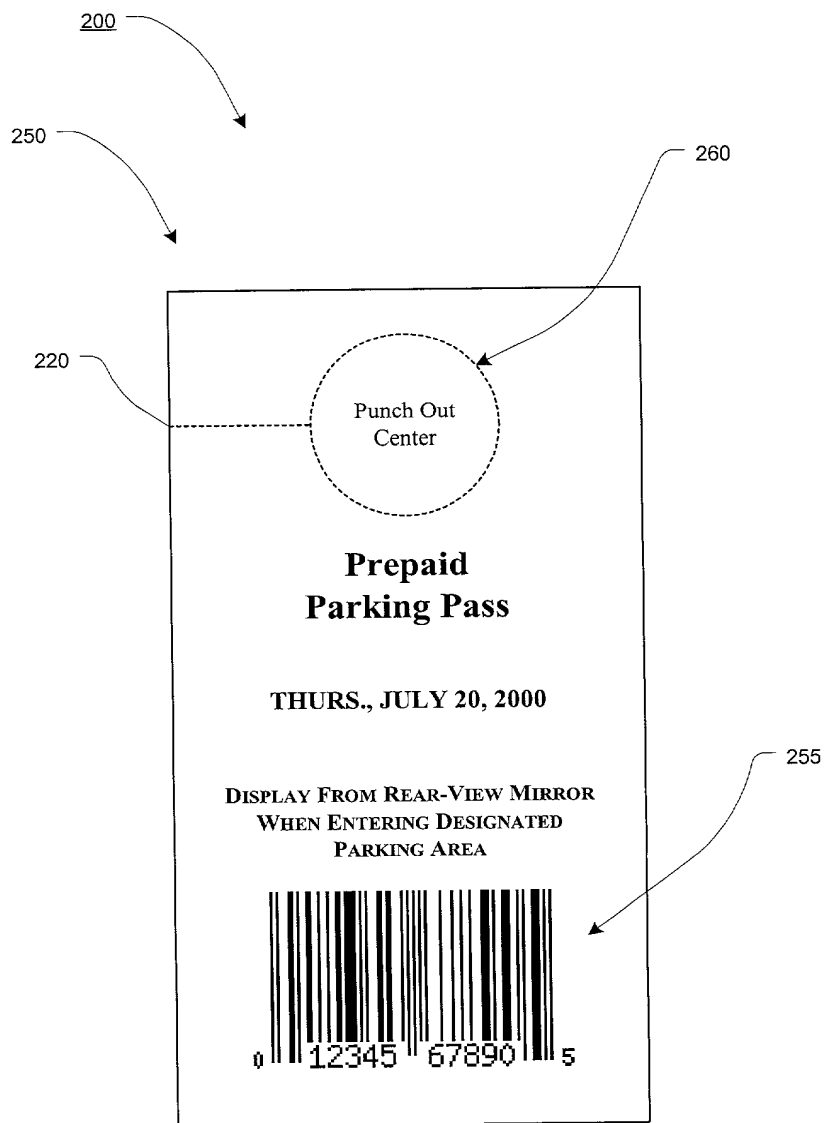 200
250
260
220
Punch Out
Center
Prepaid
Parking Pass
THURS., JULY 20, 2000
255
DISPLAY FROM REAR-VIEW MIRROR
WHEN ENTERING DESIGNATED
PARKING AREA
0 12345 67890 5